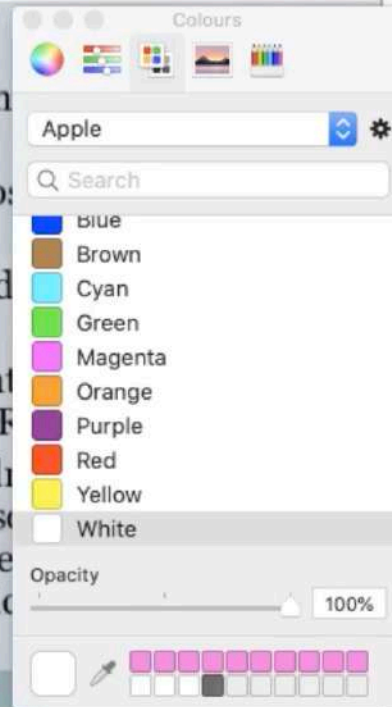 Colours
Apple
Search
Blue
Brown
Cyan
Green
Magenta
Orange
Purple
Red
Yellow
White
Opacity
100%